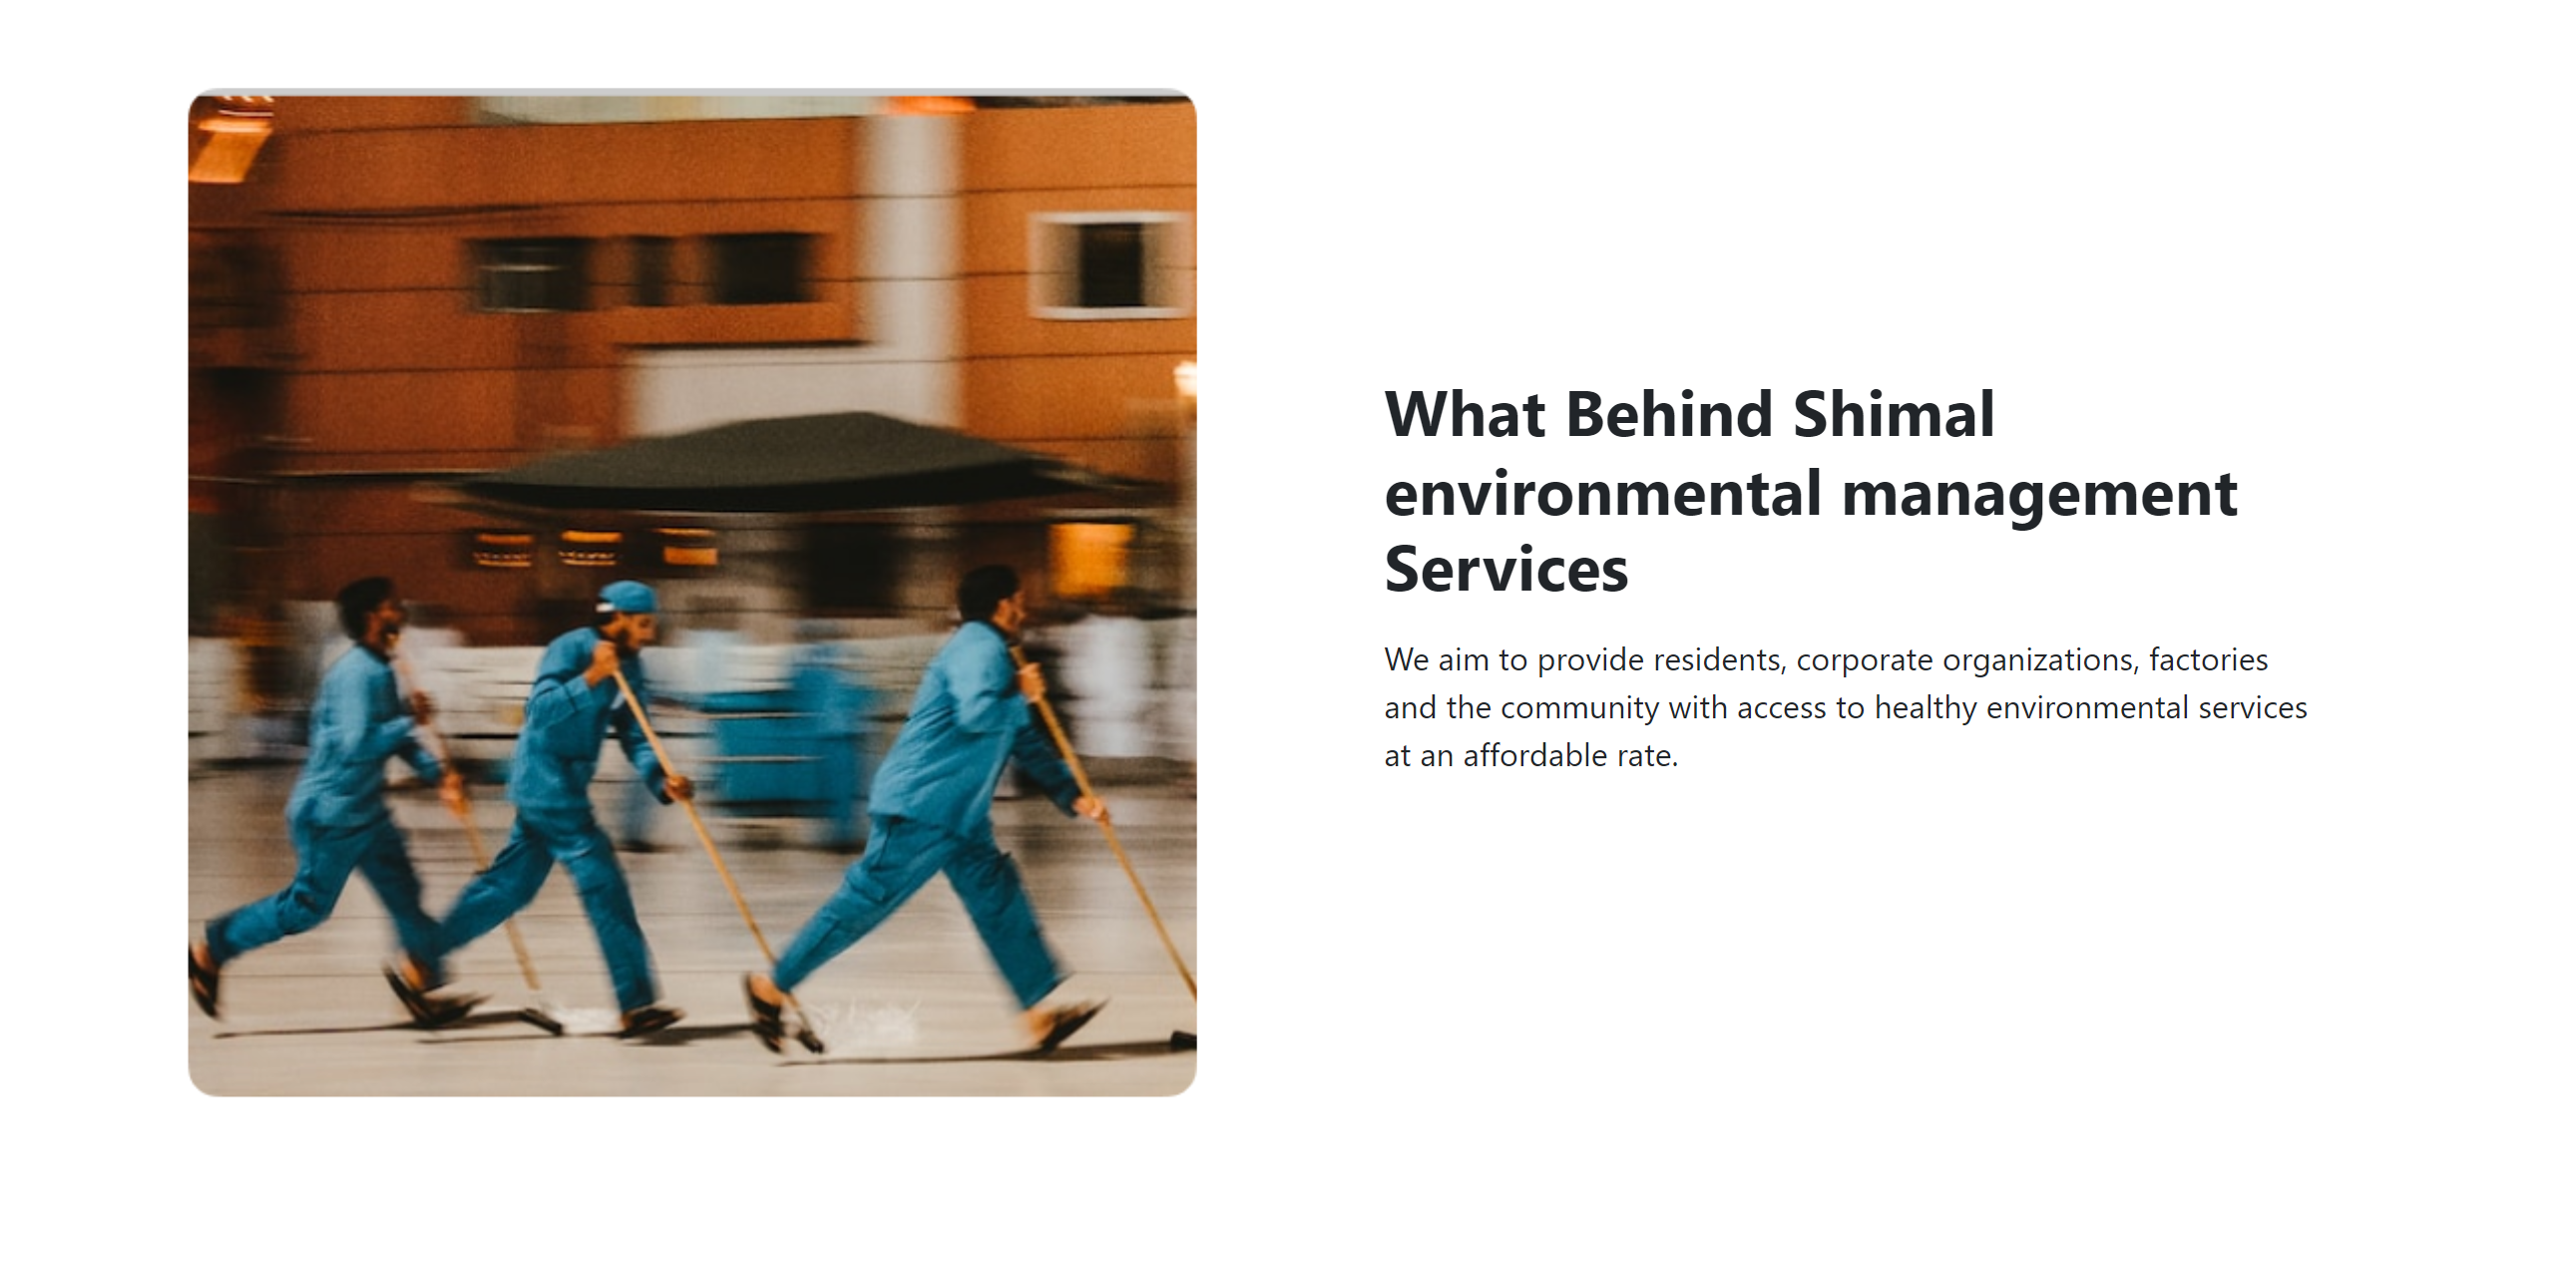 What Behind Shimal
environmental management
Services
We aim to provide residents, corporate organizations, factories
and the community with access to healthy environmental services
at an affordable rate.